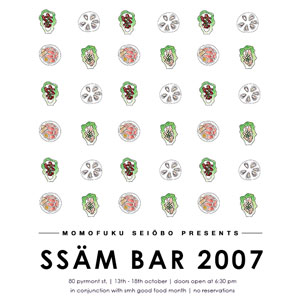 MOMOFUKU SEIŌBO PRESENTS
SSÄM BAR 2007
80 pyrmont st. | 13th - 18th october | doors open at 6:30 pm
in conjunction with smh good food month | no reservations